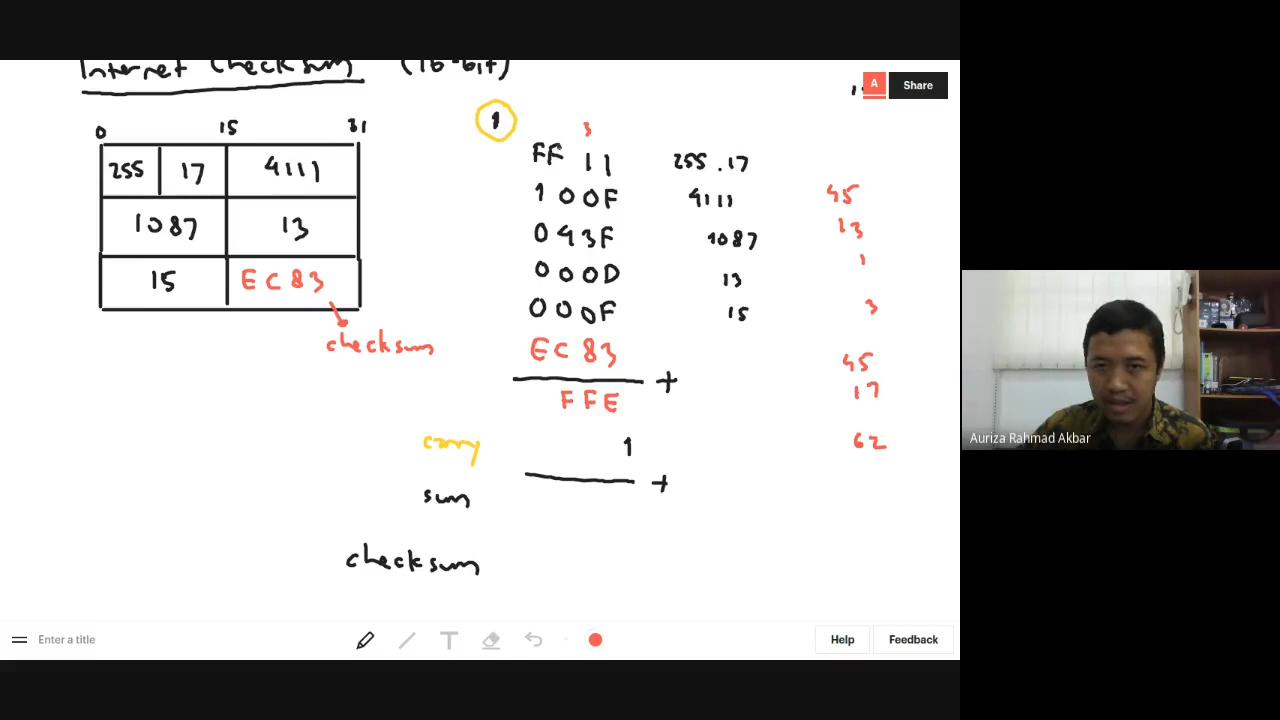 Internet Checksum (16-bit)
A Share
0 15 31
255 17 4111
1087 13
15 EC83
checksum
1
3
FF 11 255.17
100F 4111 45
043F 1087 13
000D 13 1
000F 15 3
EC83 45
+ 17
FFE
carry 1 62
+
sum
checksum
Auriza Rahmad Akbar
Enter a title T Help Feedback